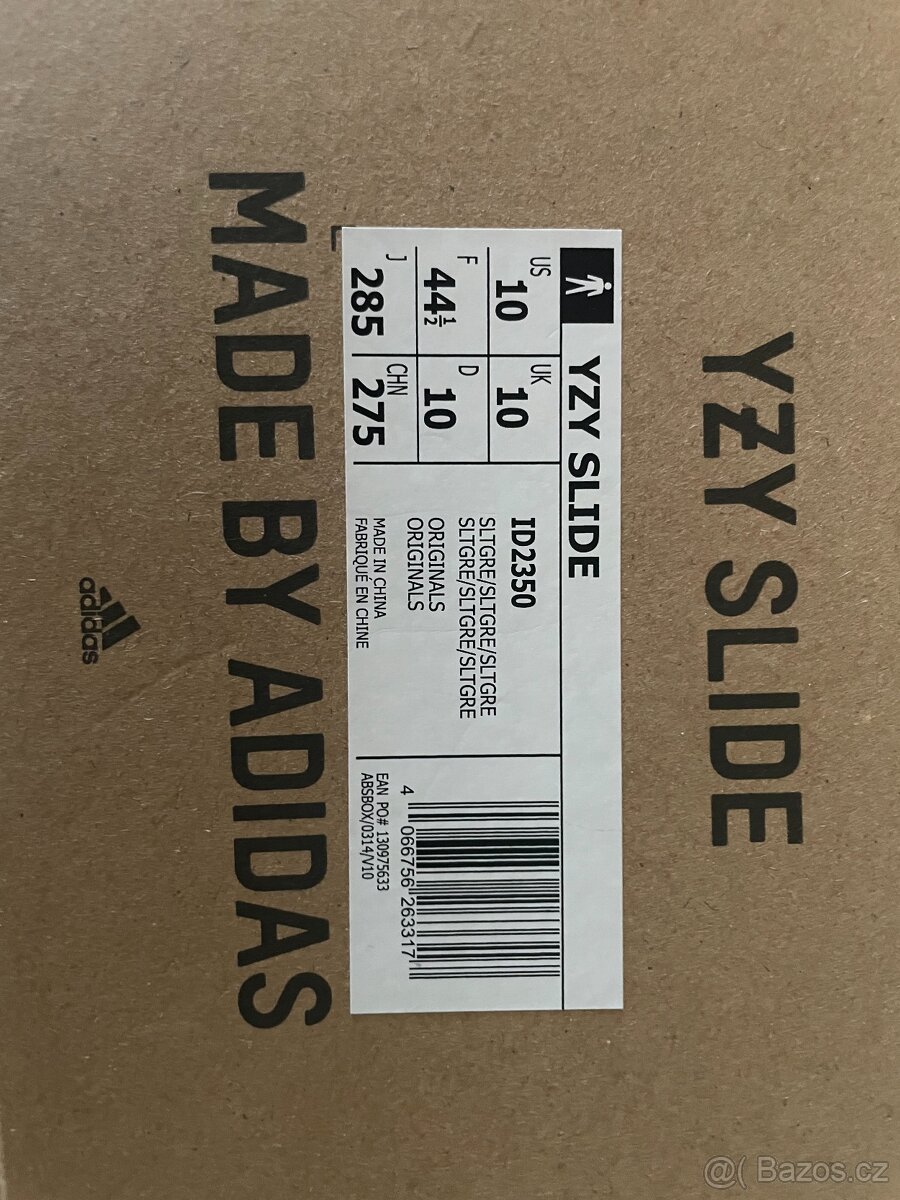 YZY SLIDE
YZY SLIDE
US 10
UK 10
F 44½
D 10
J 285
CHN 275
ID2350
SLTGRE/SLTGRE/SLTGRE
SLTGRE/SLTGRE/SLTGRE
ORIGINALS
ORIGINALS
MADE IN CHINA
FABRIQUÉ EN CHINE
4 066756 263317
EAN PO# 130975633
ABSBOX/0314/V10
MADE BY ADIDAS
adidas
@( Bazos.cz